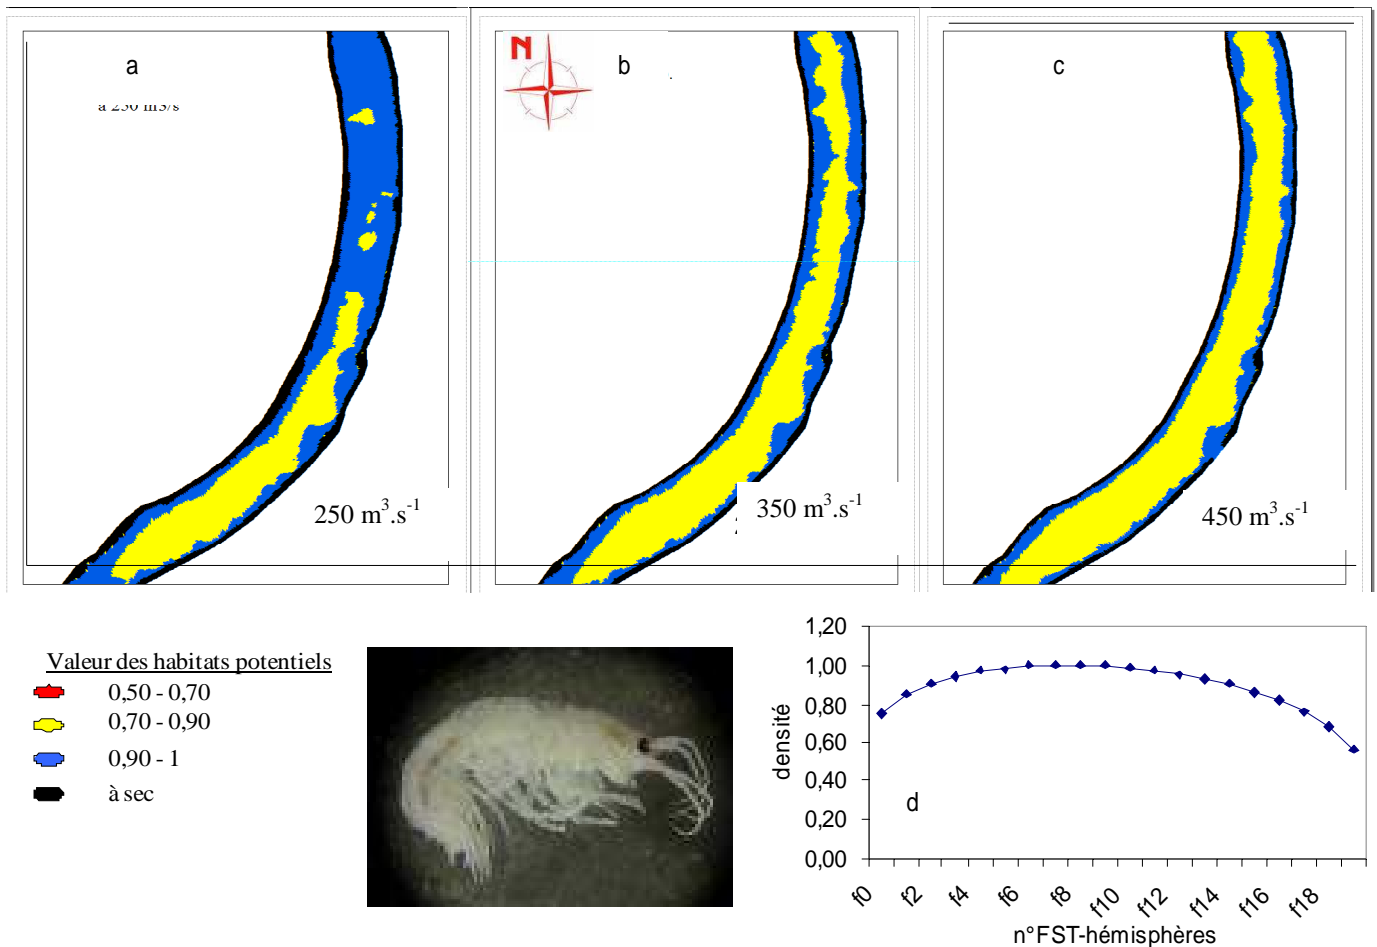 a
N
b
c
250 m³.s⁻¹
350 m³.s⁻¹
450 m³.s⁻¹
Valeur des habitats potentiels
0,50 - 0,70
0,70 - 0,90
0,90 - 1
à sec
1,20
1,00
0,80
0,60
0,40
0,20
0,00
densité
d
f0 f2 f4 f6 f8 f10 f12 f14 f16 f18
n°FST-hémisphères